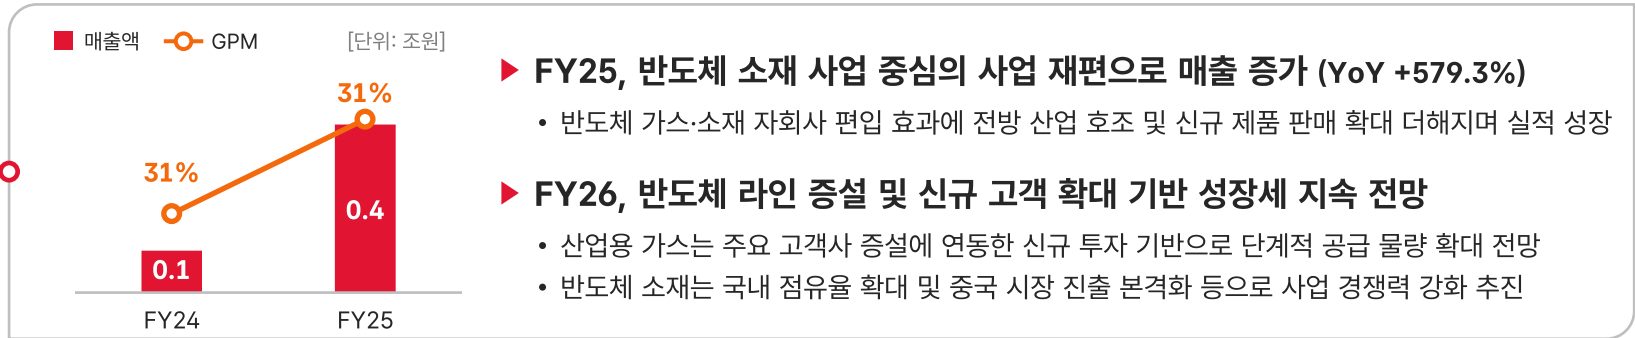 매출액 GPM [단위: 조원]
31%
31%
0.4
0.1
FY24 FY25
▶ FY25, 반도체 소재 사업 중심의 사업 재편으로 매출 증가 (YoY +579.3%)
• 반도체 가스·소재 자회사 편입 효과에 전방 산업 호조 및 신규 제품 판매 확대 더해지며 실적 성장
▶ FY26, 반도체 라인 증설 및 신규 고객 확대 기반 성장세 지속 전망
• 산업용 가스는 주요 고객사 증설에 연동한 신규 투자 기반으로 단계적 공급 물량 확대 전망
• 반도체 소재는 국내 점유율 확대 및 중국 시장 진출 본격화 등으로 사업 경쟁력 강화 추진